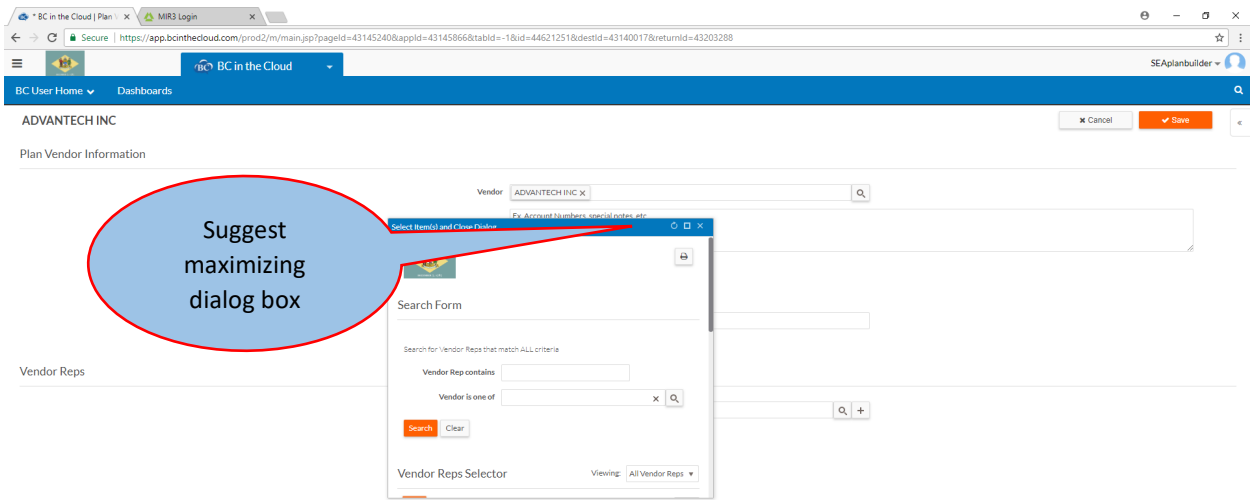 * BC in the Cloud | Plan V
MIR3 Login
Secure | https://app.bcinthecloud.com/prod2/m/main.jsp?pageId=43145240&appId=43145866&tabId=-1&id=44621251&destId=43140017&returnId=43203288
BC BC in the Cloud
SEAplanbuilder
BC User Home Dashboards
ADVANTECH INC
Cancel Save
Plan Vendor Information
Vendor ADVANTECH INC
Ex. Account Numbers, special notes, etc
Select Item(s) and Close Dialog
Suggest
maximizing
dialog box
Search Form
Search for Vendor Reps that match ALL criteria
Vendor Rep contains
Vendor Reps
Vendor is one of
Search Clear
Vendor Reps Selector Viewing: All Vendor Reps